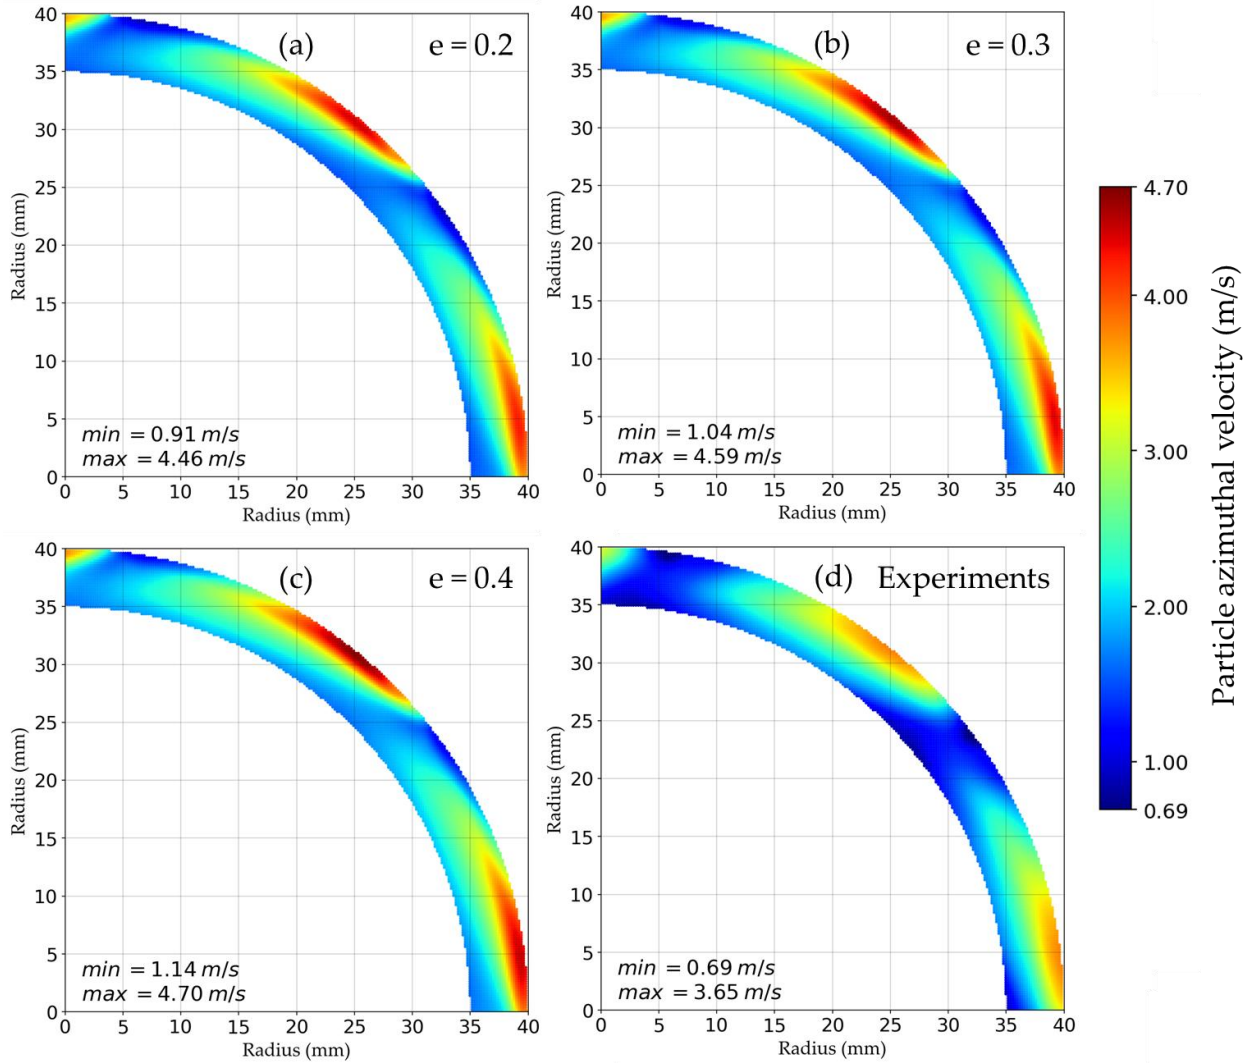 (a)
e = 0.2
40
35
30
25
20
15
10
5
0
Radius (mm)
min = 0.91 m/s
max = 4.46 m/s
0 5 10 15 20 25 30 35 40
Radius (mm)
(b)
e = 0.3
40
35
30
25
20
15
10
5
0
Radius (mm)
min = 1.04 m/s
max = 4.59 m/s
0 5 10 15 20 25 30 35 40
Radius (mm)
(c)
e = 0.4
40
35
30
25
20
15
10
5
0
Radius (mm)
min = 1.14 m/s
max = 4.70 m/s
0 5 10 15 20 25 30 35 40
Radius (mm)
(d) Experiments
40
35
30
25
20
15
10
5
0
Radius (mm)
min = 0.69 m/s
max = 3.65 m/s
0 5 10 15 20 25 30 35 40
Radius (mm)
4.70
4.00
3.00
2.00
1.00
0.69
Particle azimuthal velocity (m/s)